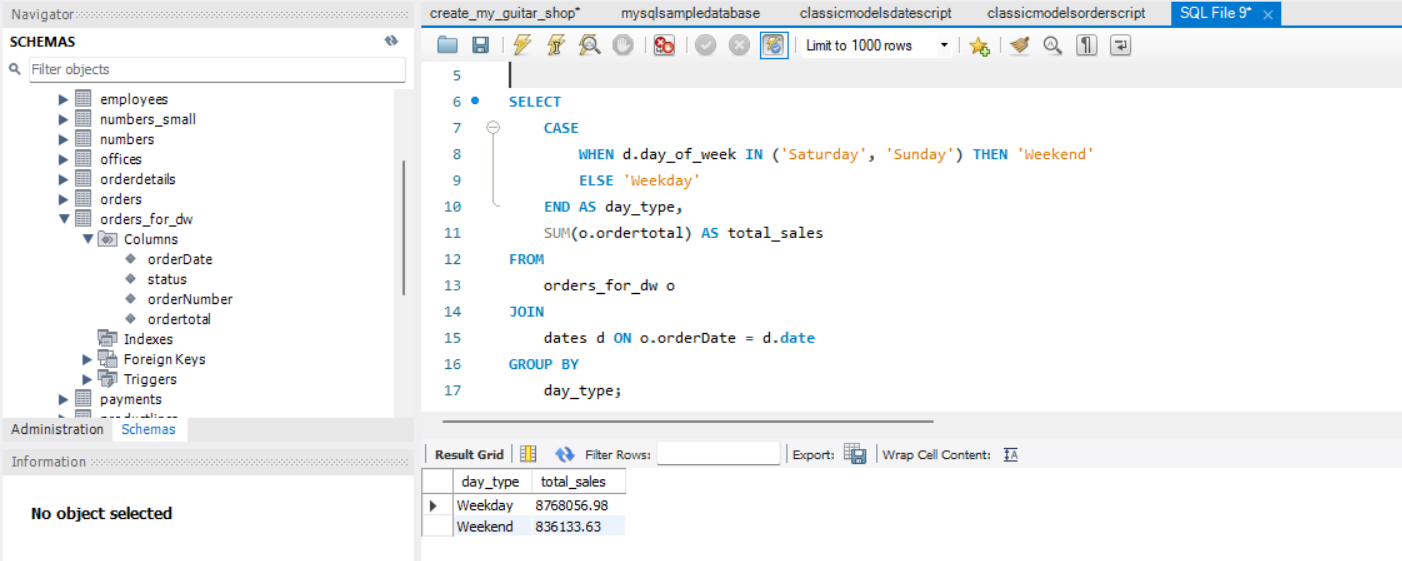 Navigator
SCHEMAS
Filter objects
employees
numbers_small
numbers
offices
orderdetails
orders
orders_for_dw
Columns
orderDate
status
orderNumber
ordertotal
Indexes
Foreign Keys
Triggers
payments
Administration Schemas
Information
No object selected
create_my_guitar_shop* mysqlsampledatabase classicmodelsdatescript classicmodelsorderscript SQL File 9*
Limit to 1000 rows
5
6 SELECT
7 CASE
8 WHEN d.day_of_week IN ('Saturday', 'Sunday') THEN 'Weekend'
9 ELSE 'Weekday'
10 END AS day_type,
11 SUM(o.ordertotal) AS total_sales
12 FROM
13 orders_for_dw o
14 JOIN
15 dates d ON o.orderDate = d.date
16 GROUP BY
17 day_type;
Result Grid Filter Rows: Export: Wrap Cell Content:
day_type total_sales
Weekday 8768056.98
Weekend 836133.63